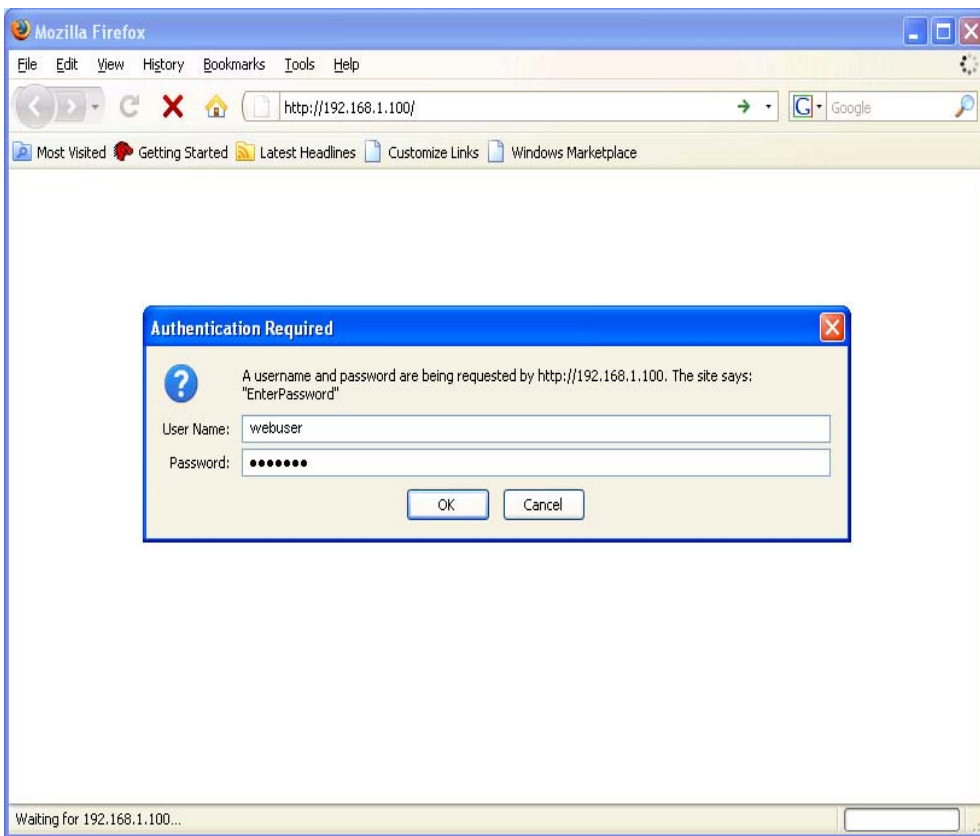 Mozilla Firefox
File Edit View History Bookmarks Tools Help
http://192.168.1.100/
G Google
Most Visited Getting Started Latest Headlines Customize Links Windows Marketplace
Authentication Required
A username and password are being requested by http://192.168.1.100. The site says:
"EnterPassword"
User Name: webuser
Password: •••••••
OK Cancel
Waiting for 192.168.1.100...